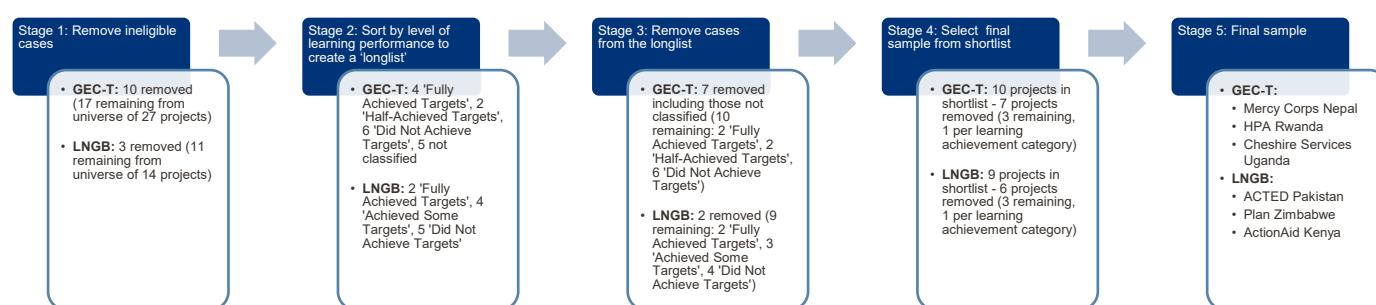 Stage 1: Remove ineligible
cases
• GEC-T: 10 removed
(17 remaining from
universe of 27 projects)
• LNGB: 3 removed (11
remaining from
universe of 14 projects)
Stage 2: Sort by level of
learning performance to
create a 'longlist'
• GEC-T: 4 'Fully
Achieved Targets', 2
'Half-Achieved Targets',
6 'Did Not Achieve
Targets', 5 not
classified
• LNGB: 2 'Fully
Achieved Targets', 4
'Achieved Some
Targets', 5 'Did Not
Achieve Targets'
Stage 3: Remove cases
from the longlist
• GEC-T: 7 removed
including those not
classified (10
remaining: 2 'Fully
Achieved Targets', 2
'Half-Achieved Targets',
6 'Did Not Achieve
Targets')
• LNGB: 2 removed (9
remaining: 2 'Fully
Achieved Targets', 3
'Achieved Some
Targets', 4 'Did Not
Achieve Targets')
Stage 4: Select final
sample from shortlist
• GEC-T: 10 projects in
shortlist - 7 projects
removed (3 remaining,
1 per learning
achievement category)
• LNGB: 9 projects in
shortlist - 6 projects
removed (3 remaining,
1 per learning
achievement category)
Stage 5: Final sample
• GEC-T:
• Mercy Corps Nepal
• HPA Rwanda
• Cheshire Services
Uganda
• LNGB:
• ACTED Pakistan
• Plan Zimbabwe
• ActionAid Kenya